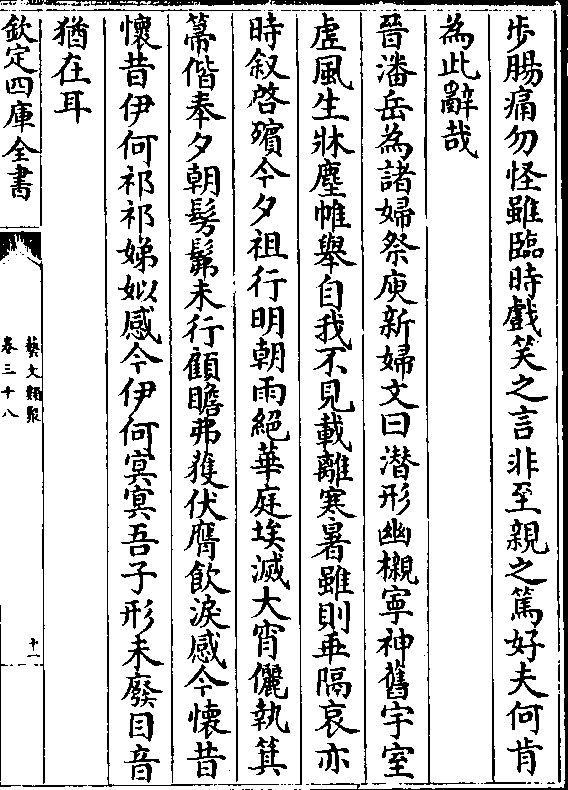 步腸痛勿怪雖臨時戲笑之言非至親之篤好夫何肯
為此辭哉
晉潘岳為諸婦祭庾新婦文曰潛形幽櫬寧神舊宇室
虛風生牀塵帷舉自我不見載離寒暑雖則乖隔哀亦
時叙啓殯今夕祖行明朝雨絕華庭埃滅大宵儷執箕
箒偕奉夕朝髣髴未行顧瞻弗獲伏膺飲淚感今懷昔
懷昔伊何祁祁娣姒感今伊何冥冥吾子形未廢目音
猶在耳
欽定四庫全書
藝文類聚
卷三十八
十一